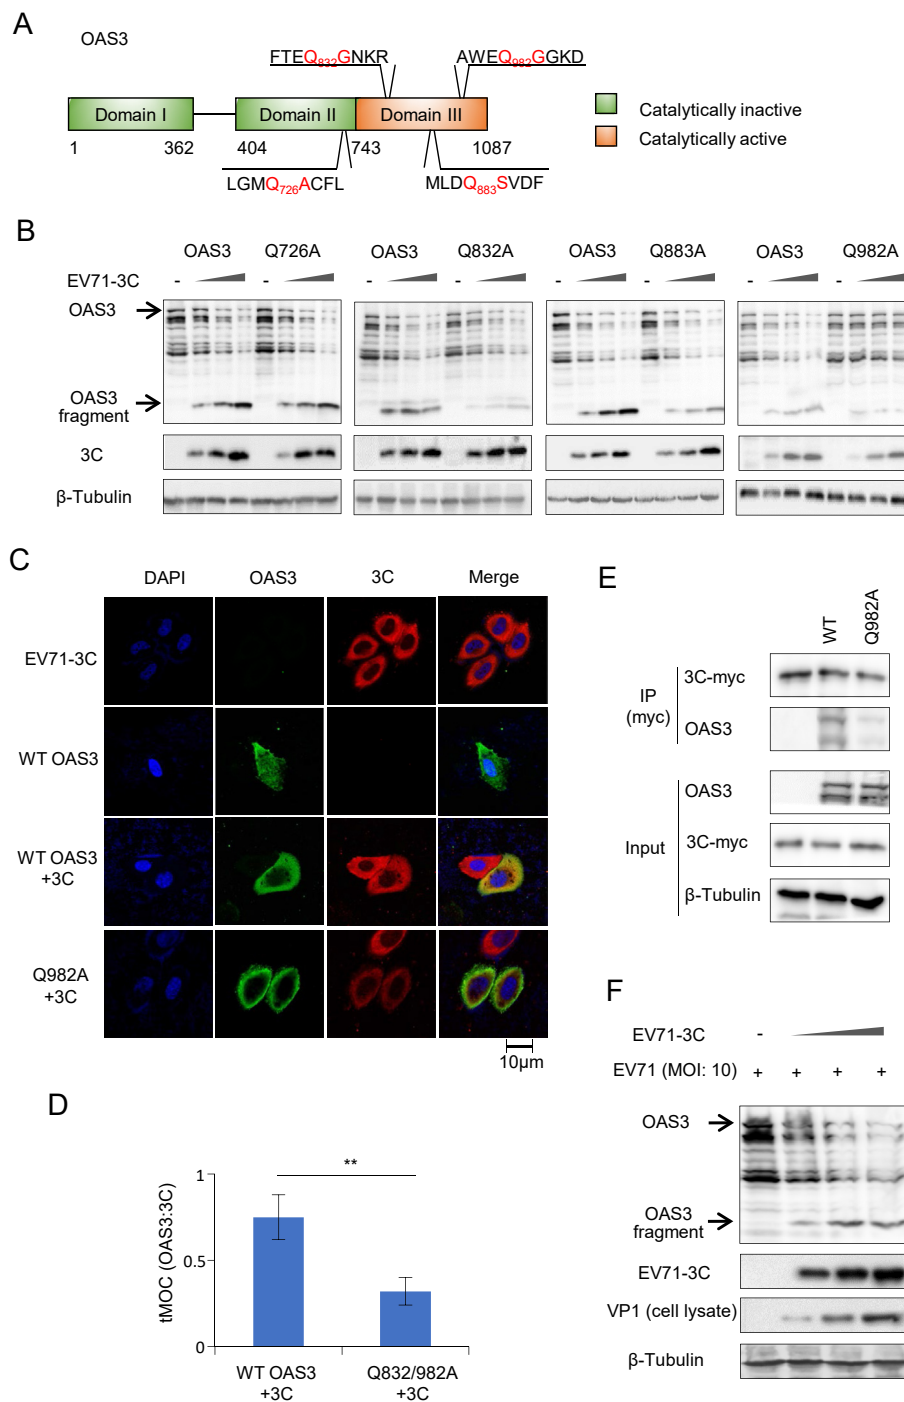 A
OAS3
FTEQ832GNKR
AWEQ982GGKD
Domain I
Domain II
Domain III
1
362
404
743
1087
LGMQ726ACFL
MLDQ883SVDF
Catalytically inactive
Catalytically active
B
OAS3 Q726A OAS3 Q832A OAS3 Q883A OAS3 Q982A
EV71-3C - - - - - - - -
OAS3
OAS3
fragment
3C
β-Tubulin
C
DAPI OAS3 3C Merge
EV71-3C
WT OAS3
WT OAS3
+3C
Q982A
+3C
10μm
D
tMOC (OAS3:3C)
1
0.5
0
**
WT OAS3
+3C
Q832/982A
+3C
E
WT
Q982A
IP
(myc)
3C-myc
OAS3
Input
OAS3
3C-myc
β-Tubulin
F
EV71-3C -
EV71 (MOI: 10) + + + +
OAS3
OAS3
fragment
EV71-3C
VP1 (cell lysate)
β-Tubulin